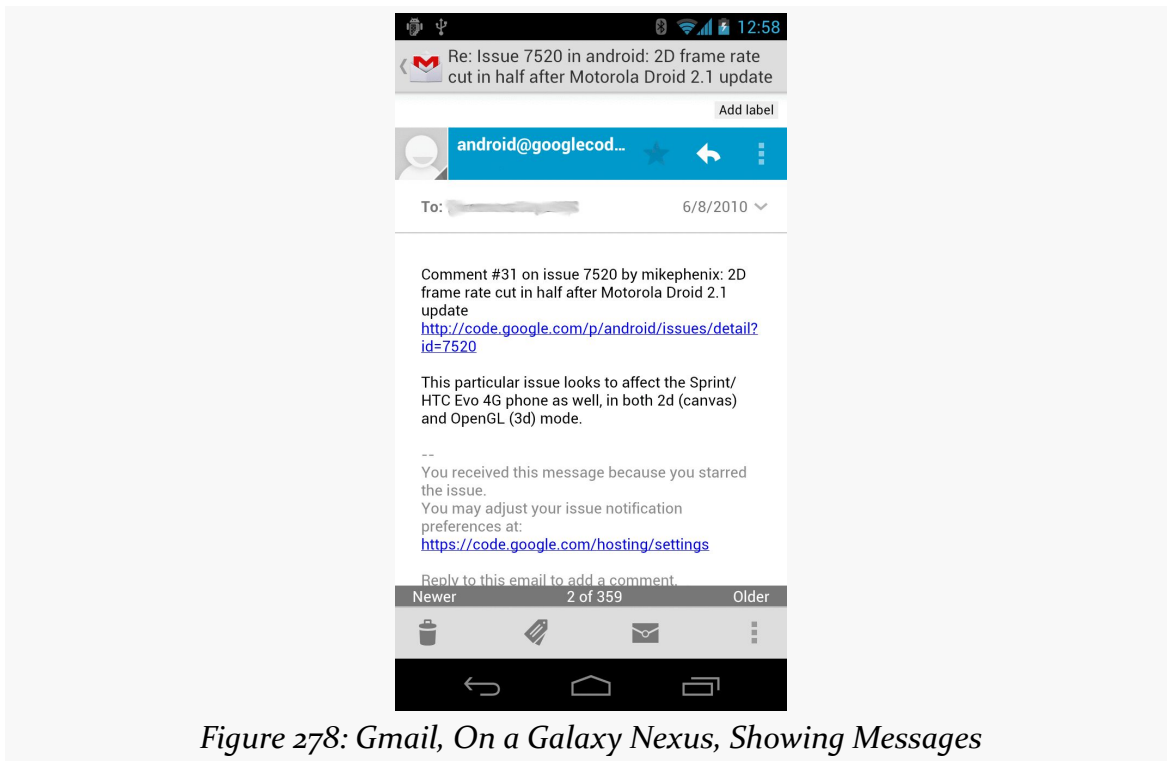 12:58
Re: Issue 7520 in android: 2D frame rate
cut in half after Motorola Droid 2.1 update
Add label
android@googlecod...
To:
6/8/2010
Comment #31 on issue 7520 by mikephenix: 2D
frame rate cut in half after Motorola Droid 2.1
update
http://code.google.com/p/android/issues/detail?
id=7520
This particular issue looks to affect the Sprint/
HTC Evo 4G phone as well, in both 2d (canvas)
and OpenGL (3d) mode.
--
You received this message because you starred
the issue.
You may adjust your issue notification
preferences at:
https://code.google.com/hosting/settings
Reply to this email to add a comment.
Newer 2 of 359 Older
Figure 278: Gmail, On a Galaxy Nexus, Showing Messages